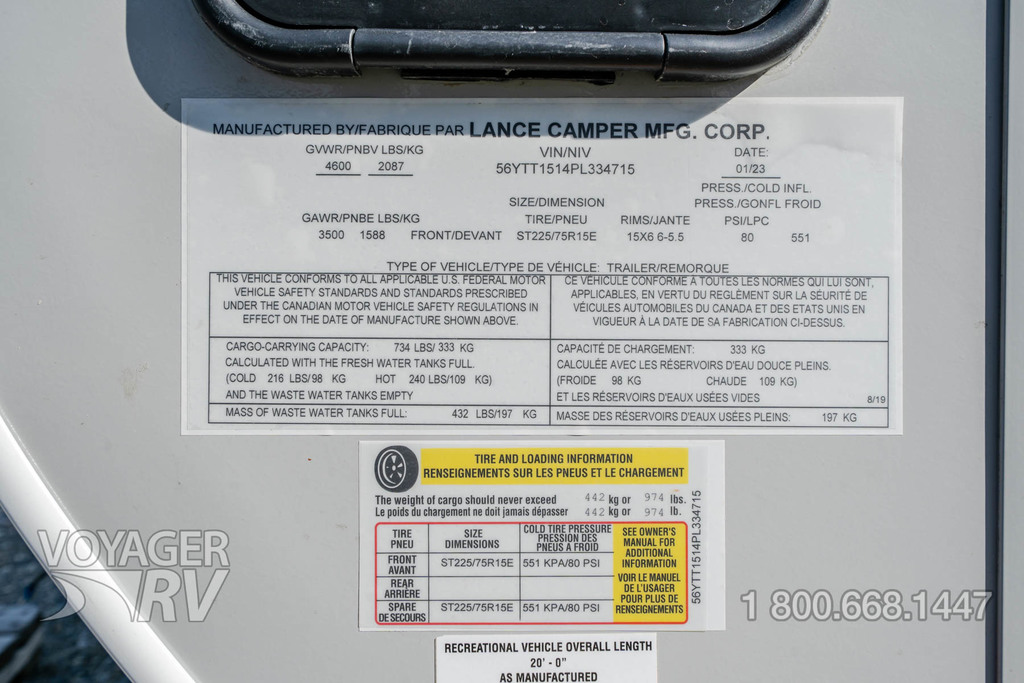 MANUFACTURED BY/FABRIQUE PAR LANCE CAMPER MFG. CORP.
GVWR/PNBV LBS/KG VIN/NIV DATE:
4600 2087 56YTT1514PL334715 01/23
PRESS./COLD INFL.
SIZE/DIMENSION PRESS./GONFL FROID
GAWR/PNBE LBS/KG TIRE/PNEU RIMS/JANTE PSI/LPC
3500 1588 FRONT/DEVANT ST225/75R15E 15X6 6-5.5 80 551
TYPE OF VEHICLE/TYPE DE VÉHICLE: TRAILER/REMORQUE
THIS VEHICLE CONFORMS TO ALL APPLICABLE U.S. FEDERAL MOTOR
VEHICLE SAFETY STANDARDS AND STANDARDS PRESCRIBED
UNDER THE CANADIAN MOTOR VEHICLE SAFETY REGULATIONS IN
EFFECT ON THE DATE OF MANUFACTURE SHOWN ABOVE.
CE VÉHICULE CONFORME À TOUTES LES NORMES QUI LUI SONT,
APPLICABLES, EN VERTU DU REGLÈMENT SUR LA SÉURITÉ DE
VÉICULES AUTOMOBILES DU CANADA ET DES ETATS UNIS EN
VIGUEUR À LA DATE DE SA FABRICATION CI-DESSUS.
CARGO-CARRYING CAPACITY: 734 LBS/ 333 KG
CALCULATED WITH THE FRESH WATER TANKS FULL.
(COLD 216 LBS/98 KG HOT 240 LBS/109 KG)
AND THE WASTE WATER TANKS EMPTY
CAPACITÉ DE CHARGEMENT: 333 KG
CALCULÉE AVEC LES RÉSERVOIRS D'EAU DOUCE PLEINS.
(FROIDE 98 KG CHAUDE 109 KG)
ET LES RÉSERVOIRS D'EAUX USÉES VIDES 8/19
MASS OF WASTE WATER TANKS FULL: 432 LBS/197 KG
MASSE DES RÉSERVOIRS D'EAUX USÉES PLEINS: 197 KG
TIRE AND LOADING INFORMATION
RENSEIGNEMENTS SUR LES PNEUS ET LE CHARGEMENT
The weight of cargo should never exceed 442 kg or 974 lbs.
Le poids du chargement ne doit jamais dépasser 442 kg or 974 lb.
TIRE
PNEU
SIZE
DIMENSIONS
COLD TIRE PRESSURE
PRESSION DES
PNEUS A FROID
FRONT
AVANT
ST225/75R15E 551 KPA/80 PSI
REAR
ARRIÈRE
SPARE
DE SECOURS
ST225/75R15E 551 KPA/80 PSI
SEE OWNER'S
MANUAL FOR
ADDITIONAL
INFORMATION
VOIR LE MANUEL
DE L'USAGER
POUR PLUS DE
RENSEIGNEMENTS
56YTT1514PL334715
RECREATIONAL VEHICLE OVERALL LENGTH
20' - 0"
AS MANUFACTURED
VOYAGER
RV
1 800.668.1447